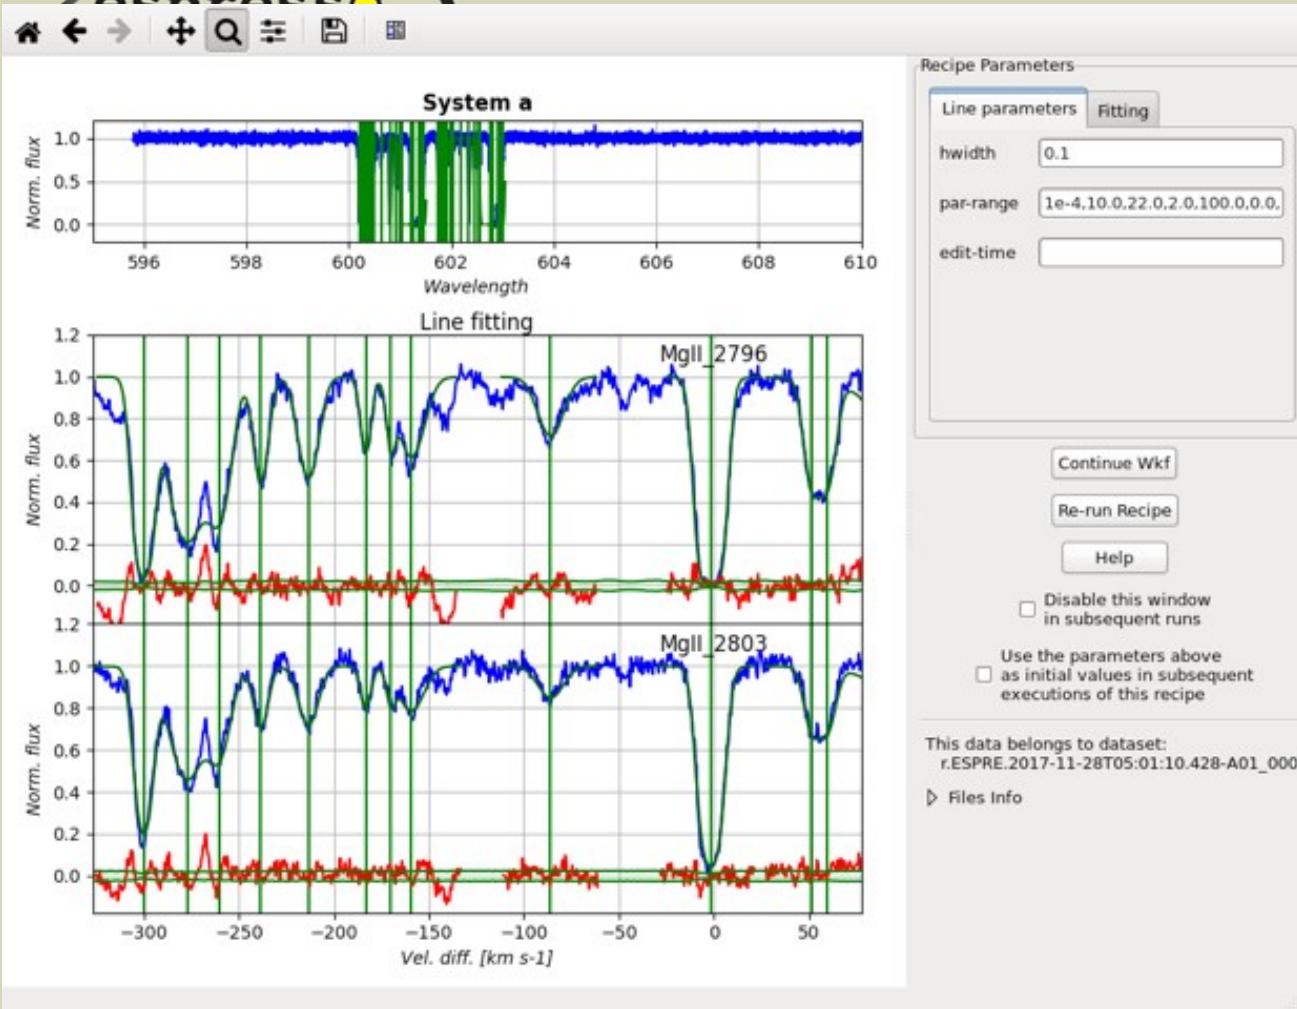 espresso
System a
1.0
0.5
0.0
Norm. flux
596 598 600 602 604 606 608 610
Wavelength
Line fitting
MgII_2796
1.2
1.0
0.8
0.6
0.4
0.2
0.0
Norm. flux
MgII_2803
1.2
1.0
0.8
0.6
0.4
0.2
0.0
Norm. flux
−300 −250 −200 −150 −100 −50 0 50
Vel. diff. [km s-1]
Recipe Parameters
Line parameters Fitting
hwidth 0.1
par-range 1e-4,10.0,22.0,2.0,100.0,0.0,
edit-time
Continue Wkf
Re-run Recipe
Help
Disable this window
in subsequent runs
Use the parameters above
as initial values in subsequent
executions of this recipe
This data belongs to dataset:
r.ESPRE.2017-11-28T05:01:10.428-A01_000
Files Info